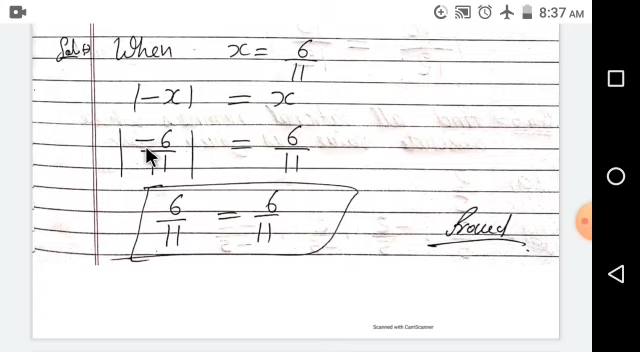 8:37 AM
Sol⇒ When x = 6/11
|-x| = x
|-6/11| = 6/11
6/11 = 6/11
Proved
Scanned with CamScanner